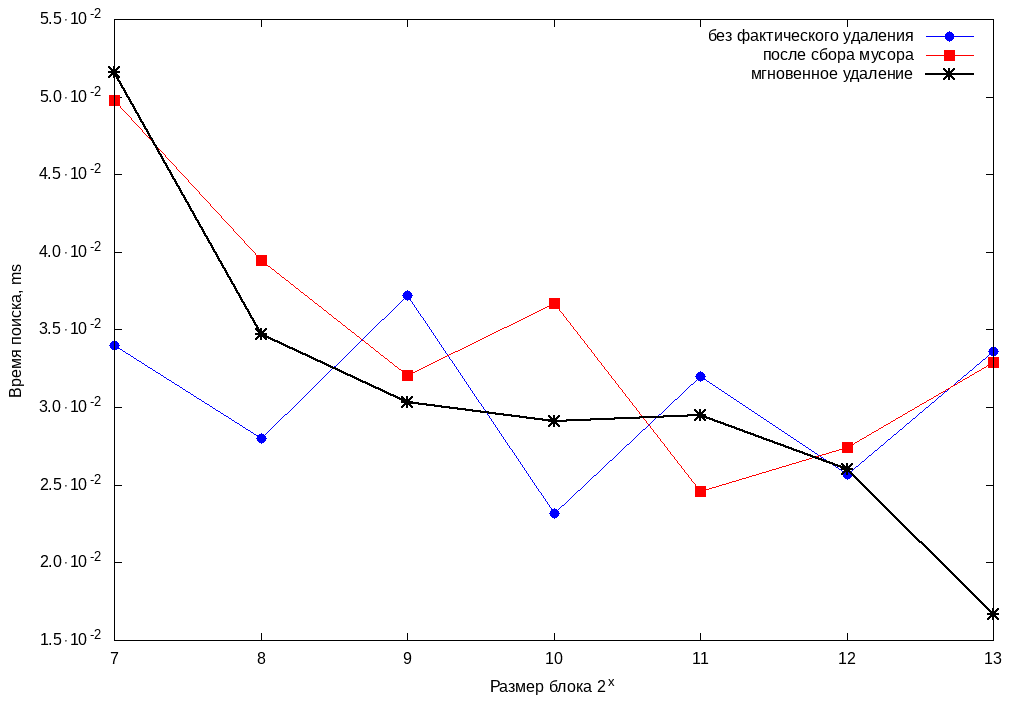 5.5·10⁻²
5.0·10⁻²
4.5·10⁻²
4.0·10⁻²
3.5·10⁻²
3.0·10⁻²
2.5·10⁻²
2.0·10⁻²
1.5·10⁻²
Время поиска, ms
без фактического удаления
после сбора мусора
мгновенное удаление
7 8 9 10 11 12 13
Размер блока 2ˣ